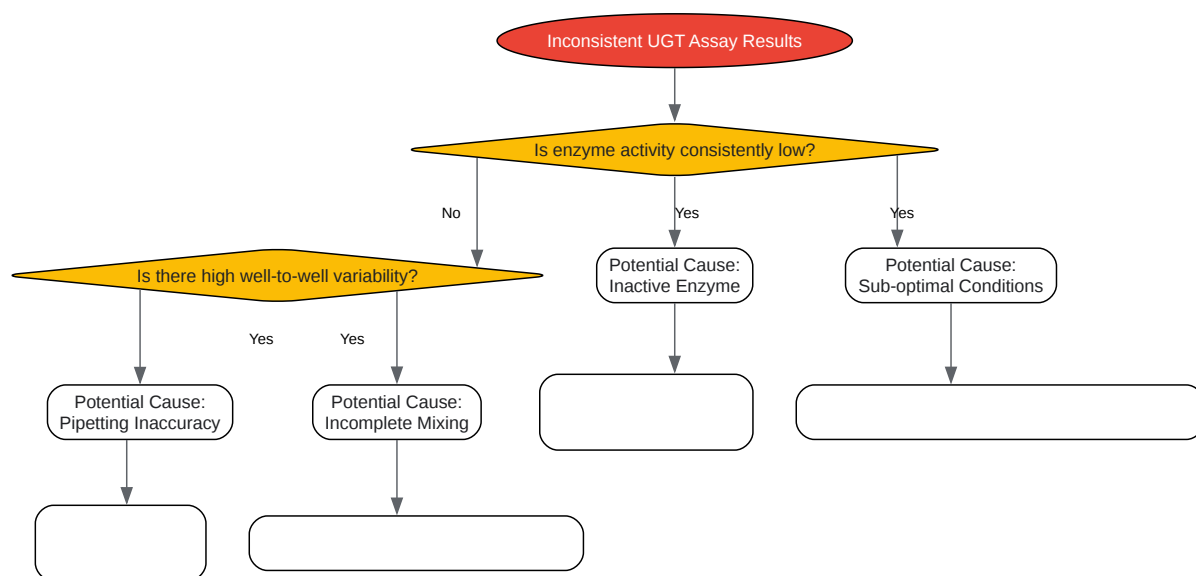 Inconsistent UGT Assay Results
Is enzyme activity consistently low?
No
Yes
Yes
Is there high well-to-well variability?
Potential Cause:
Inactive Enzyme
Potential Cause:
Sub-optimal Conditions
Yes
Yes
Potential Cause:
Pipetting Inaccuracy
Potential Cause:
Incomplete Mixing